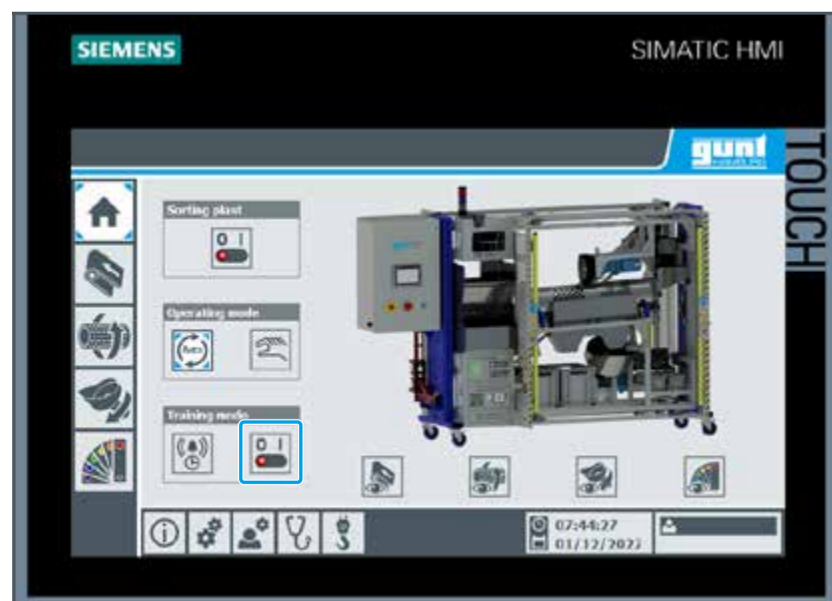 SIEMENS
SIMATIC HMI
TOUCH
gunt
Sorting plant
0 I
Operating mode
Auto
Training mode
0 I
07:44:27
01/12/2022